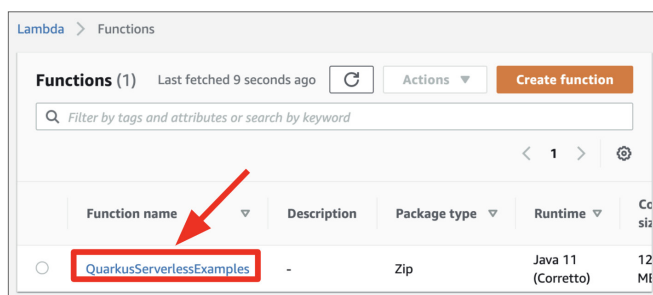 Lambda > Functions
Functions (1) Last fetched 9 seconds ago Actions Create function
Filter by tags and attributes or search by keyword
< 1 >
Function name Description Package type Runtime
QuarkusServerlessExamples - Zip Java 11
(Corretto)